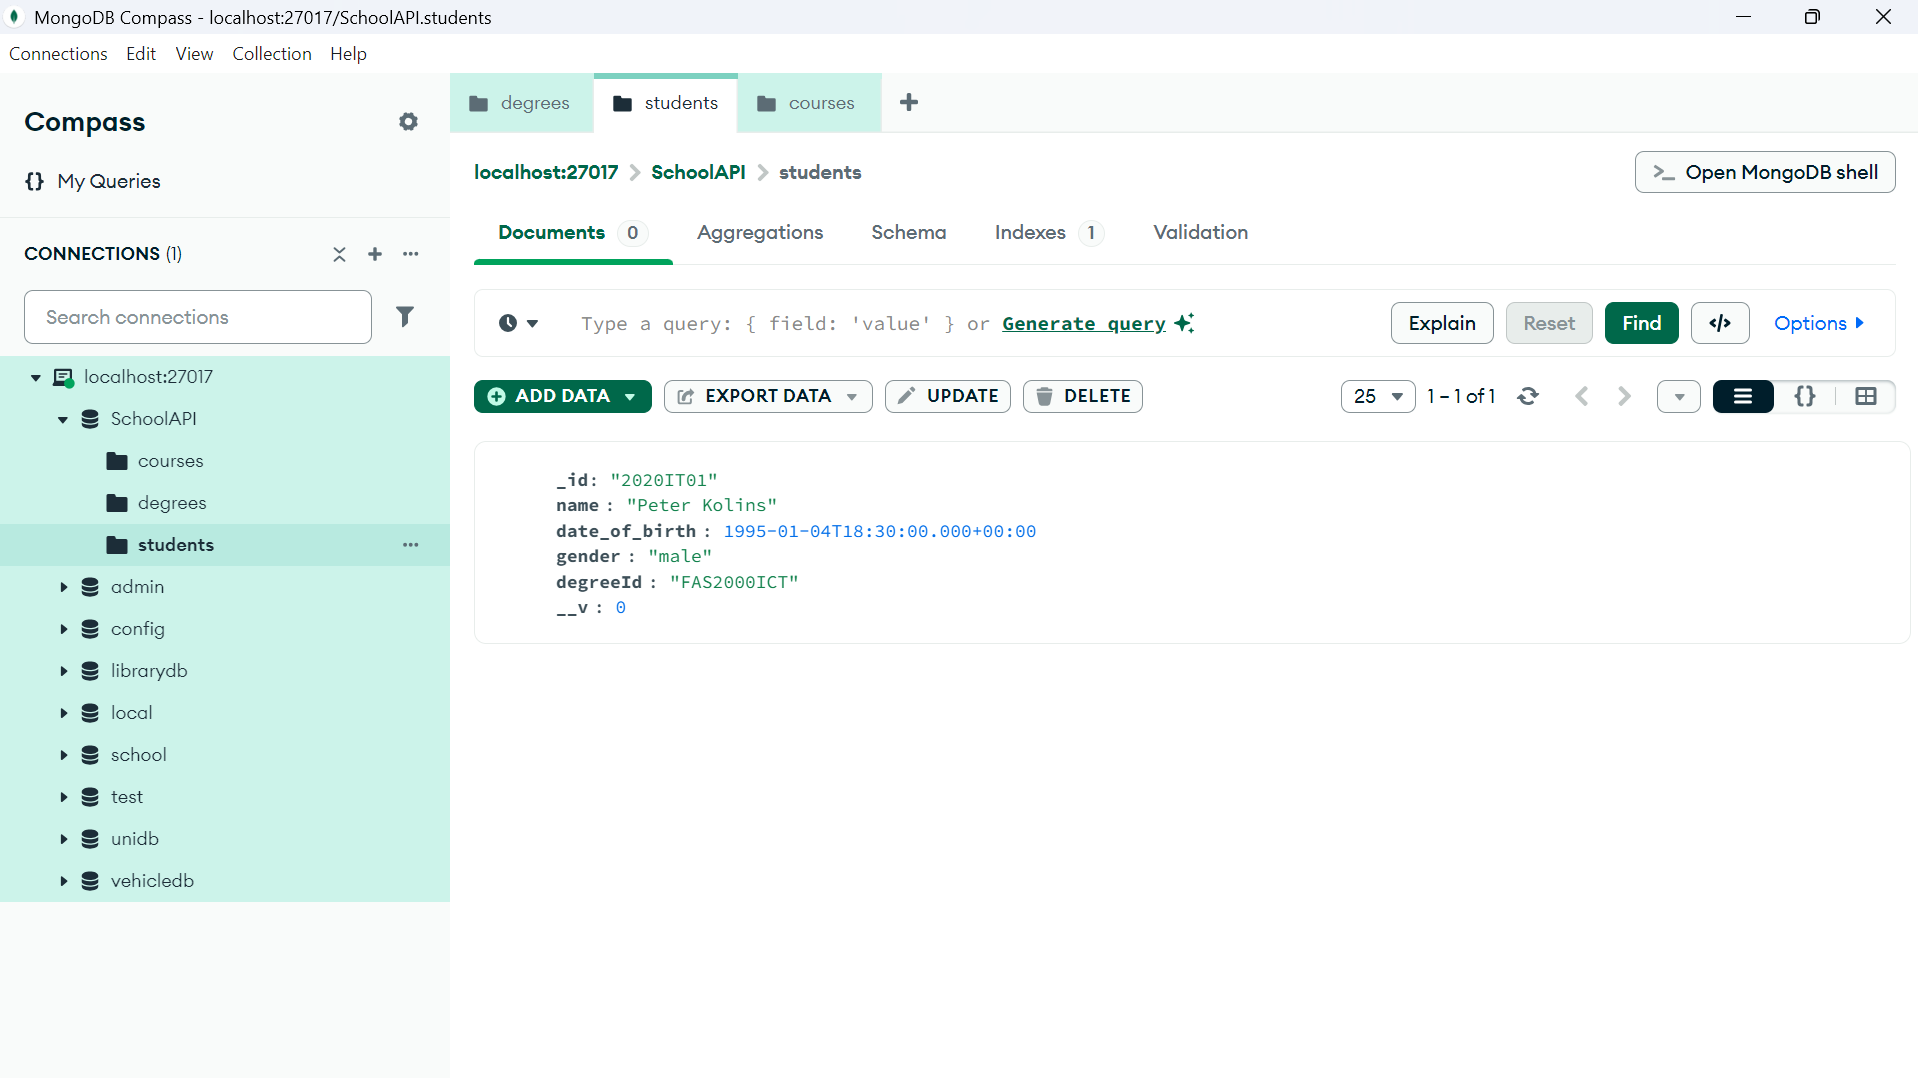 MongoDB Compass - localhost:27017/SchoolAPI.students
Connections Edit View Collection Help
Compass
{} My Queries
CONNECTIONS (1)
Search connections
localhost:27017
SchoolAPI
courses
degrees
students
admin
config
librarydb
local
school
test
unidb
vehicledb
degrees students courses
localhost:27017 > SchoolAPI > students
>_ Open MongoDB shell
Documents 0 Aggregations Schema Indexes 1 Validation
Type a query: { field: 'value' } or Generate query
Explain Reset Find </> Options
ADD DATA EXPORT DATA UPDATE DELETE
25 1 – 1 of 1 {}
_id: "2020IT01"
name : "Peter Kolins"
date_of_birth : 1995-01-04T18:30:00.000+00:00
gender : "male"
degreeId : "FAS2000ICT"
__v : 0